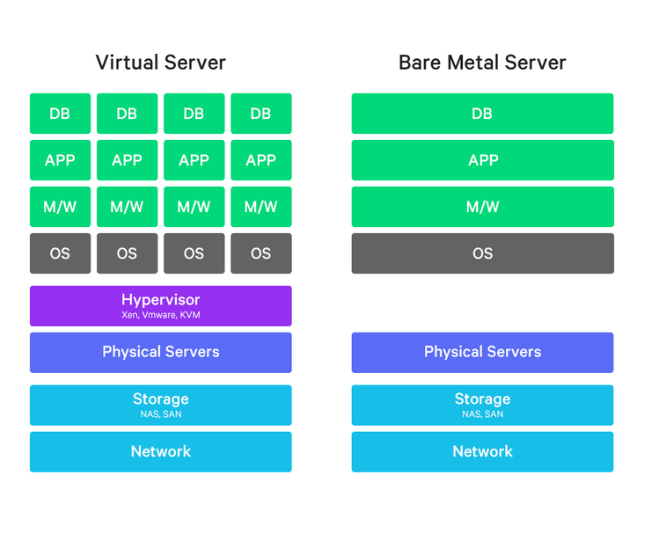 Virtual Server
DB DB DB DB
APP APP APP APP
M/W M/W M/W M/W
OS OS OS OS
Hypervisor
Xen, Vmware, KVM
Physical Servers
Storage
NAS, SAN
Network
Bare Metal Server
DB
APP
M/W
OS
Physical Servers
Storage
NAS, SAN
Network